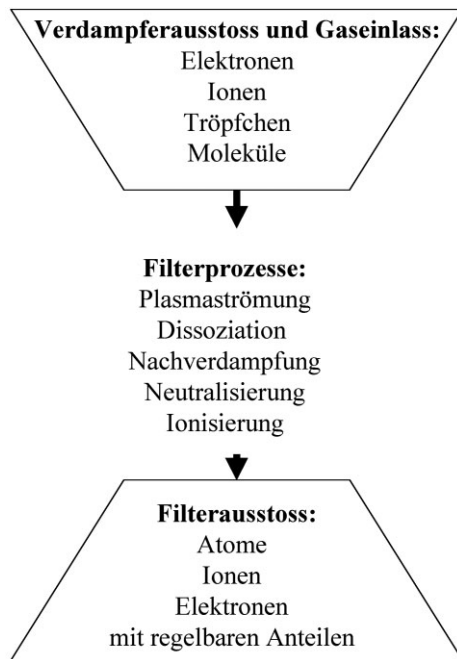 Verdampferausstoss und Gaseinlass:
Elektronen
Ionen
Tröpfchen
Moleküle
Filterprozesse:
Plasmaströmung
Dissoziation
Nachverdampfung
Neutralisierung
Ionisierung
Filterausstoss:
Atome
Ionen
Elektronen
mit regelbaren Anteilen